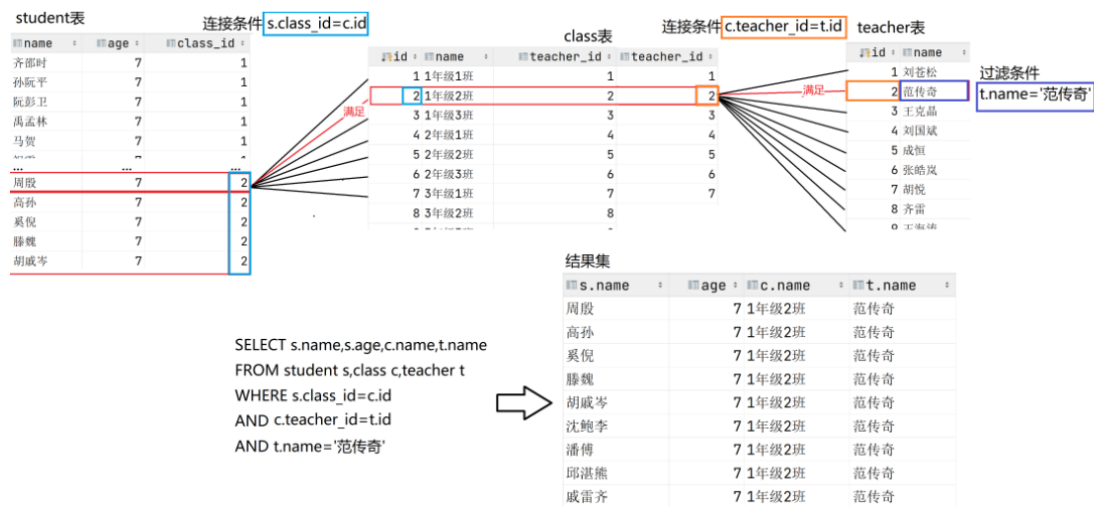 student表
连接条件 s.class_id=c.id
name age class_id
齐郜时 7 1
孙阮平 7 1
阮彭卫 7 1
禹孟林 7 1
马贺 7 1
... ... ...
周殷 7 2
高孙 7 2
奚倪 7 2
滕魏 7 2
胡戚岑 7 2
满足
class表
id name teacher_id teacher_id
1 1年级1班 1 1
2 1年级2班 2 2
3 1年级3班 3 3
4 2年级1班 4 4
5 2年级2班 5 5
6 2年级3班 6 6
7 3年级1班 7 7
8 3年级2班 8
连接条件 c.teacher_id=t.id
满足
teacher表
id name
1 刘苍松
2 范传奇
3 王克晶
4 刘国斌
5 成恒
6 张皓岚
7 胡悦
8 齐雷
过滤条件
t.name='范传奇'
SELECT s.name,s.age,c.name,t.name
FROM student s,class c,teacher t
WHERE s.class_id=c.id
AND c.teacher_id=t.id
AND t.name='范传奇'
结果集
s.name age c.name t.name
周殷 7 1年级2班 范传奇
高孙 7 1年级2班 范传奇
奚倪 7 1年级2班 范传奇
滕魏 7 1年级2班 范传奇
胡戚岑 7 1年级2班 范传奇
沈鲍李 7 1年级2班 范传奇
潘傅 7 1年级2班 范传奇
邱湛熊 7 1年级2班 范传奇
戚雷齐 7 1年级2班 范传奇